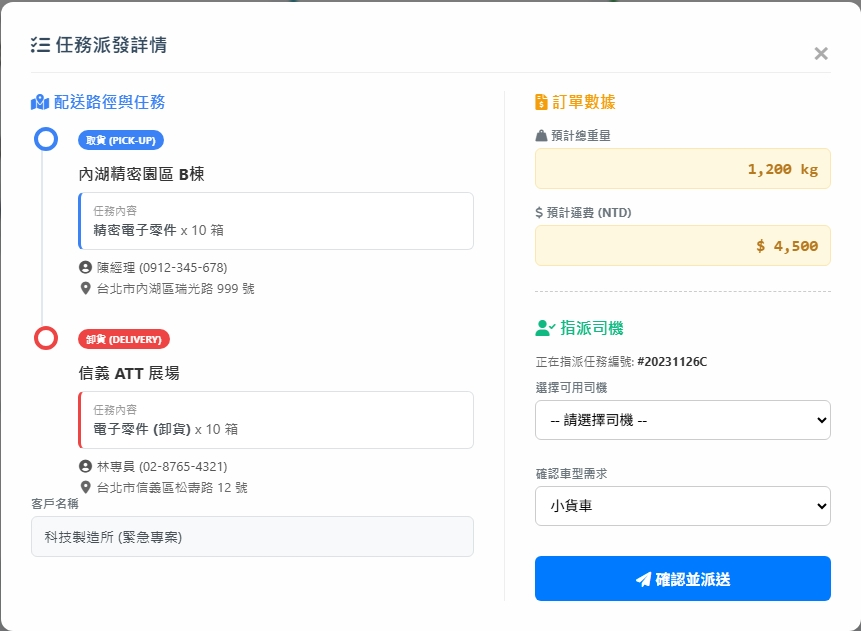 任務派發詳情
×
配送路徑與任務
取貨 (PICK-UP)
內湖精密園區 B棟
任務內容
精密電子零件 x 10 箱
陳經理 (0912-345-678)
台北市內湖區瑞光路 999 號
卸貨 (DELIVERY)
信義 ATT 展場
任務內容
電子零件 (卸貨) x 10 箱
林專員 (02-8765-4321)
台北市信義區松壽路 12 號
客戶名稱
科技製造所 (緊急專案)
訂單數據
預計總重量
1,200 kg
$ 預計運費 (NTD)
$ 4,500
指派司機
正在指派任務編號: #20231126C
選擇可用司機
-- 請選擇司機 --
確認車型需求
小貨車
確認並派送